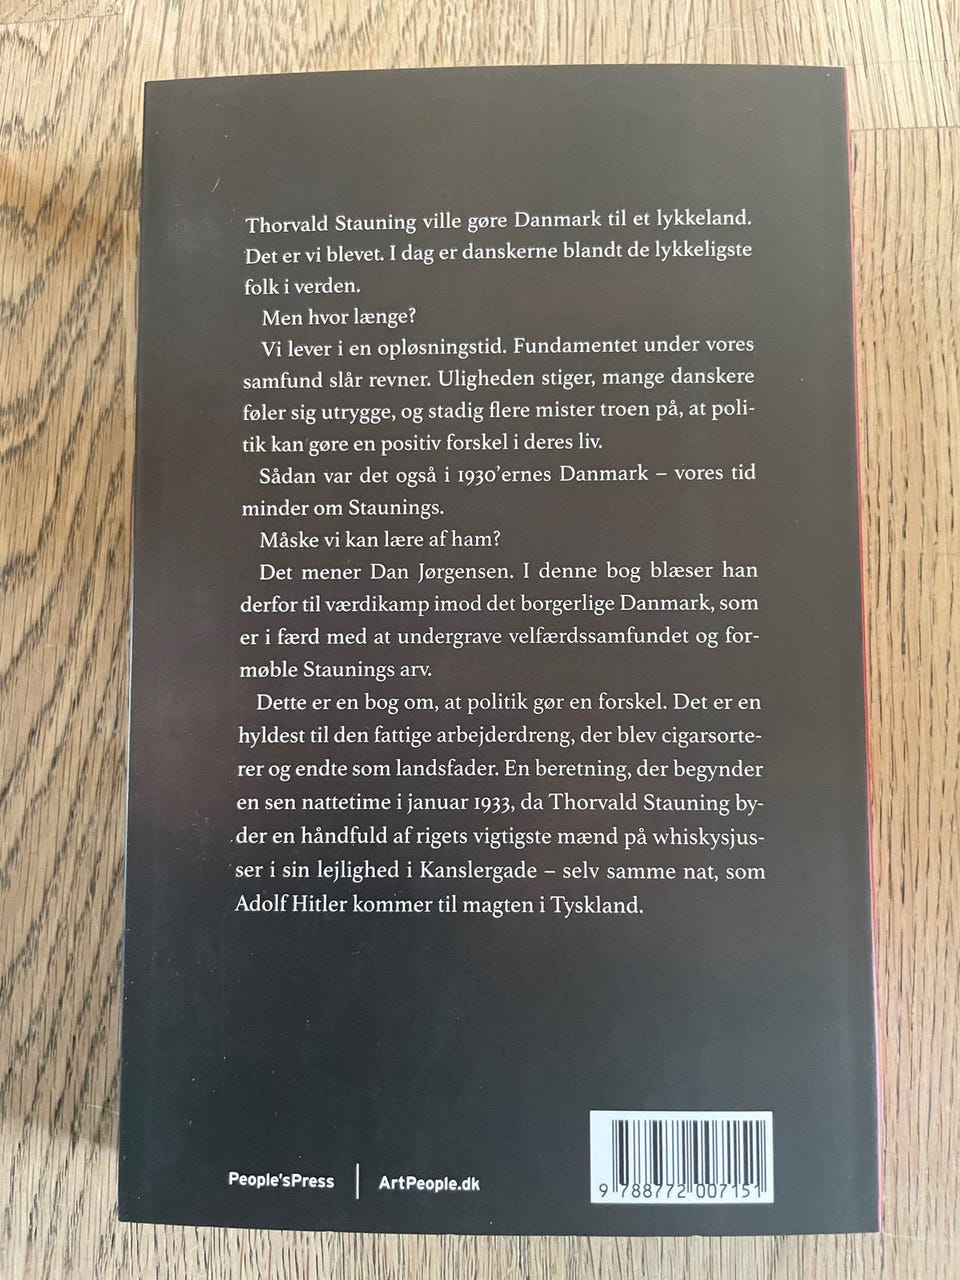 Thorvald Stauning ville gøre Danmark til et lykkeland.
Det er vi blevet. I dag er danskerne blandt de lykkeligste
folk i verden.
Men hvor længe?
Vi lever i en opløsningstid. Fundamentet under vores
samfund slår revner. Uligheden stiger, mange danskere
føler sig utrygge, og stadig flere mister troen på, at poli-
tik kan gøre en positiv forskel i deres liv.
Sådan var det også i 1930'ernes Danmark – vores tid
minder om Staunings.
Måske vi kan lære af ham?
Det mener Dan Jørgensen. I denne bog blæser han
derfor til værdikamp imod det borgerlige Danmark, som
er i færd med at undergrave velfærdssamfundet og for-
møble Staunings arv.
Dette er en bog om, at politik gør en forskel. Det er en
hyldest til den fattige arbejderdreng, der blev cigarsorte-
rer og endte som landsfader. En beretning, der begynder
en sen nattetime i januar 1933, da Thorvald Stauning by-
der en håndfuld af rigets vigtigste mænd på whiskysjus-
ser i sin lejlighed i Kanslergade – selv samme nat, som
Adolf Hitler kommer til magten i Tyskland.
People'sPress | ArtPeople.dk
9 788772 007151